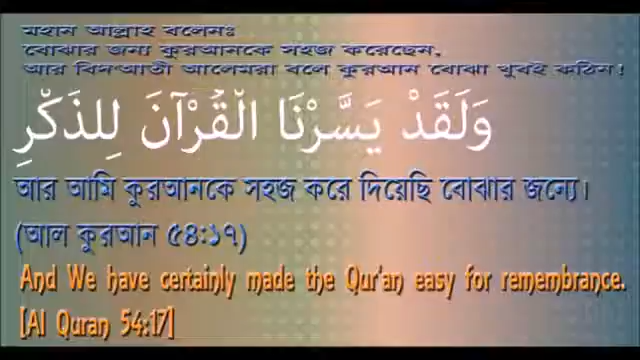 মহান আল্লাহ বলেনঃ
বোঝার জন্য কুরআনকে সহজ করেছেন,
আর বিদ'আতী আলেমরা বলে কুরআন বোঝা খুবই কঠিন!
وَلَقَدْ يَسَّرْنَا الْقُرْآنَ لِلذِّكْرِ
আর আমি কুরআনকে সহজ করে দিয়েছি বোঝার জন্যে।
(আল কুরআন ৫৪:১৭)
And We have certainly made the Qur'an easy for remembrance.
[Al Quran 54:17]